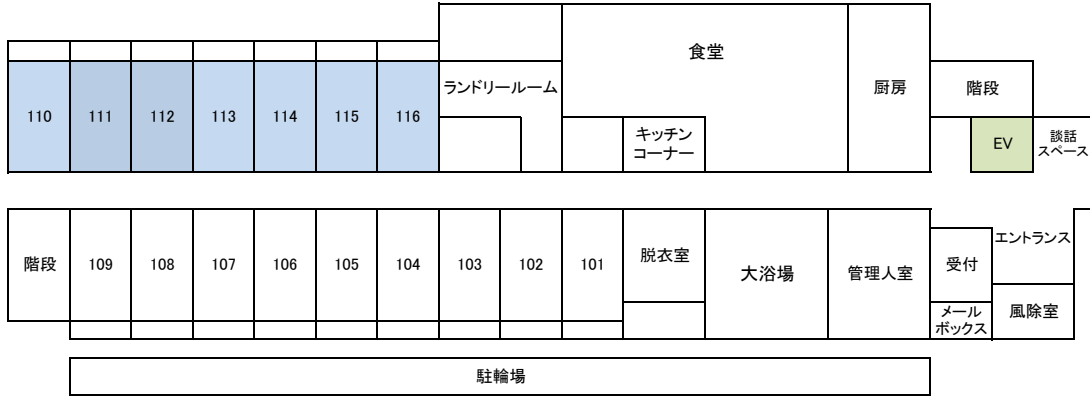 食堂
ランドリールーム
厨房
階段
110
111
112
113
114
115
116
キッチン
コーナー
EV
談話
スペース
階段
109
108
107
106
105
104
103
102
101
脱衣室
大浴場
管理人室
受付
エントランス
メール
ボックス
風除室
駐輪場